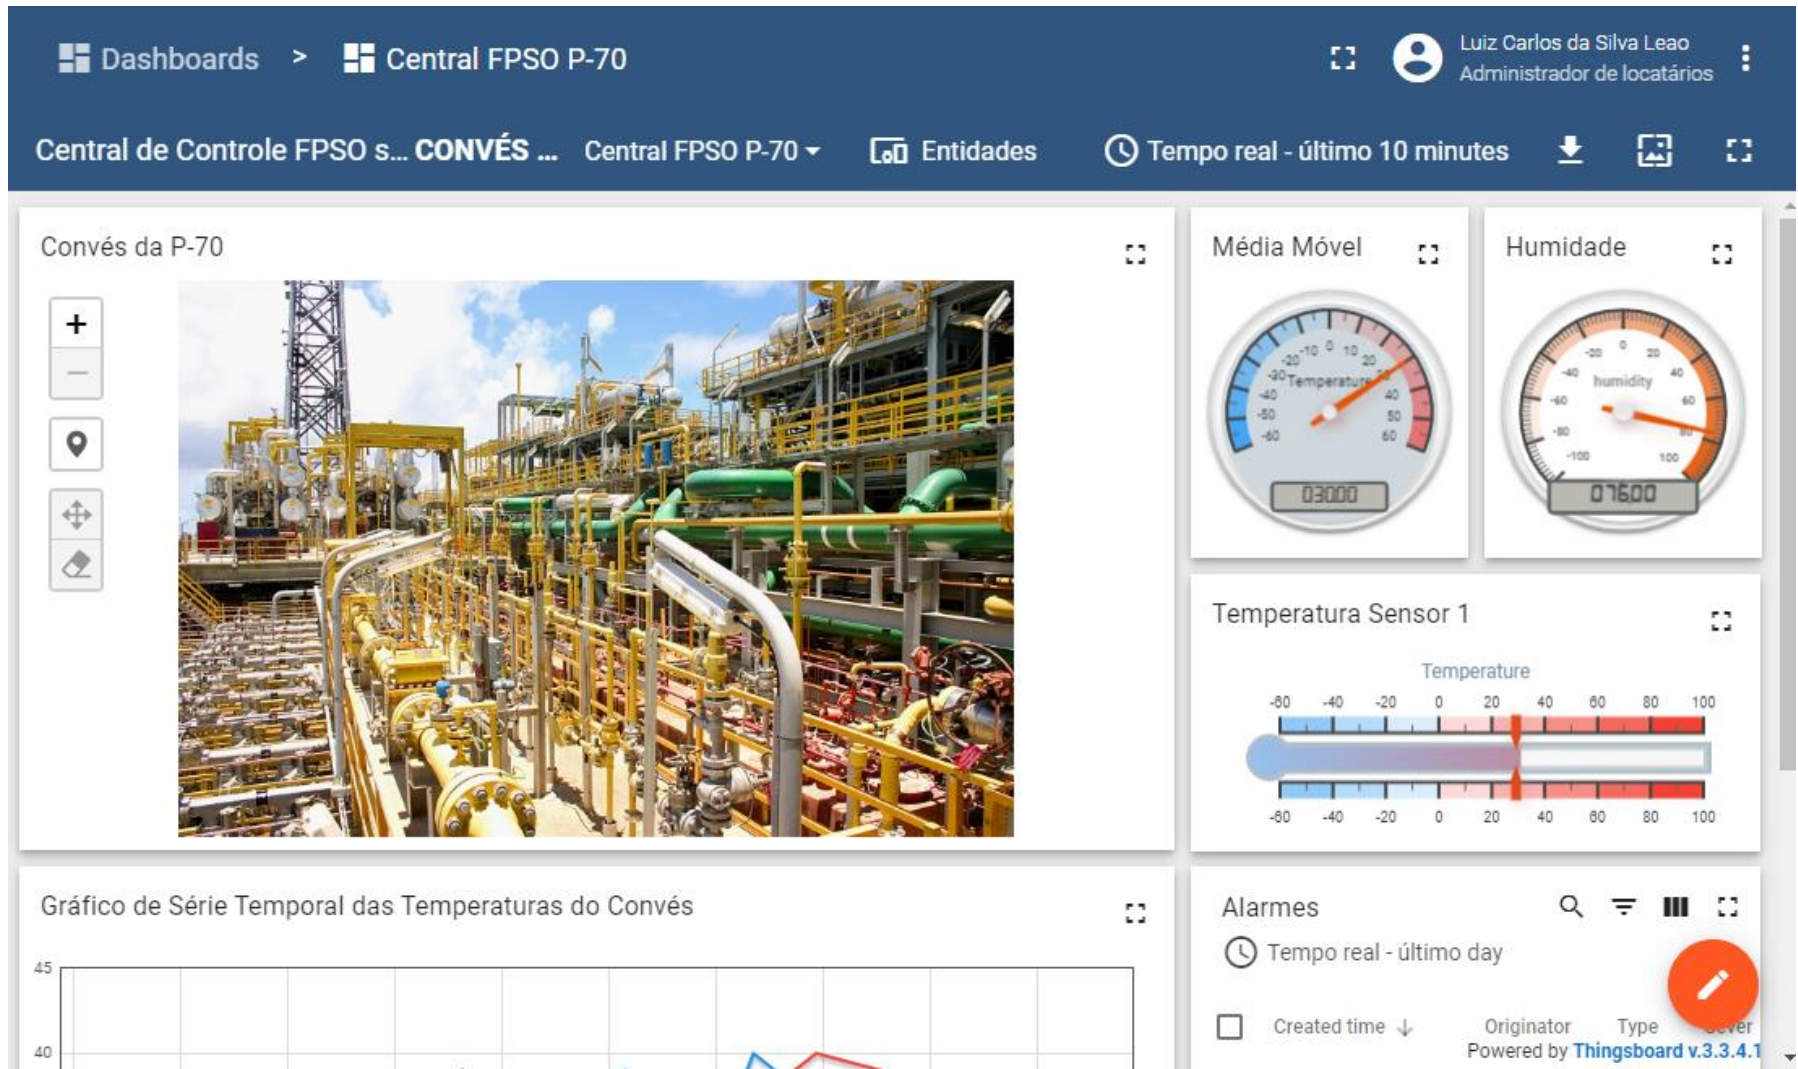 Dashboards > Central FPSO P-70
Luiz Carlos da Silva Leao
Administrador de locatários
Central de Controle FPSO s... CONVÉS ... Central FPSO P-70 Entidades Tempo real - último 10 minutes
Convés da P-70
Média Móvel
-60 -50 -40 -30 -20 -10 0 10 20 30 40 50 60
Temperature
030.00
Humidade
-100 -80 -60 -40 -20 0 20 40 60 80 100
humidity
076.00
Temperatura Sensor 1
Temperature
-60 -40 -20 0 20 40 60 80 100
-60 -40 -20 0 20 40 60 80 100
Gráfico de Série Temporal das Temperaturas do Convés
45
40
Alarmes
Tempo real - último day
Created time Originator Type
Powered by Thingsboard v.3.3.4.1